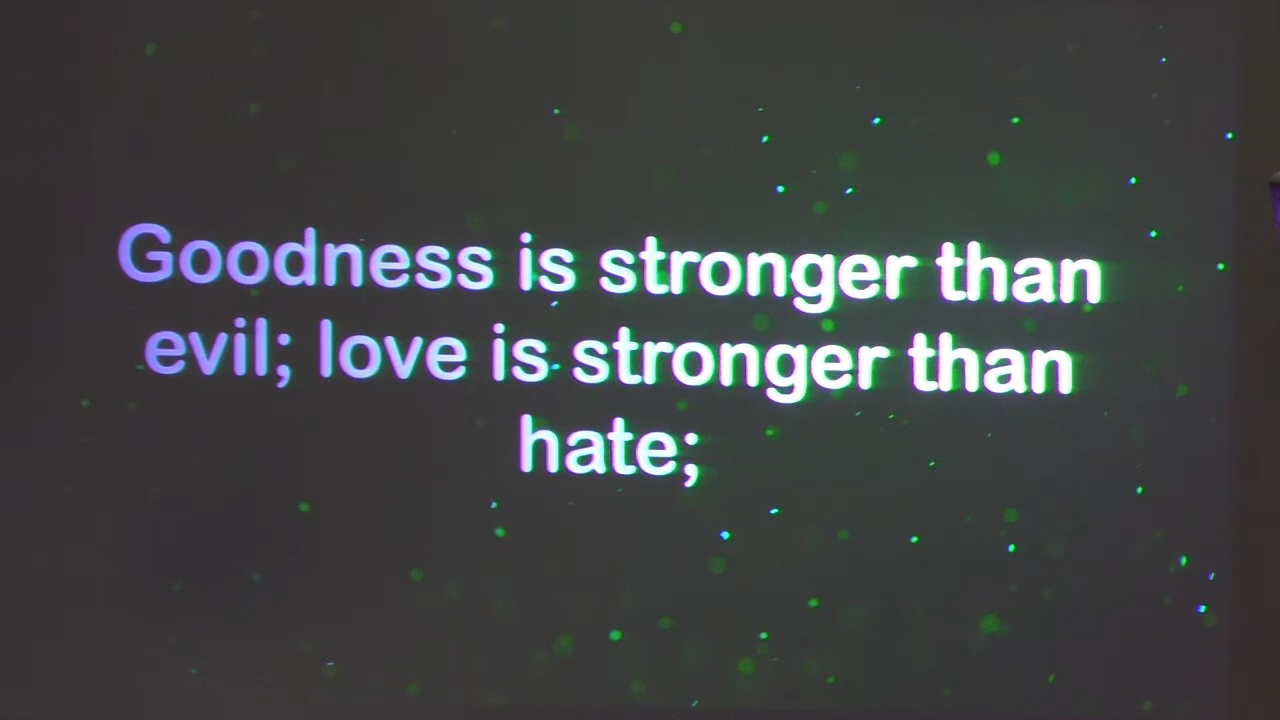 Goodness is stronger than
evil; love is stronger than
hate;